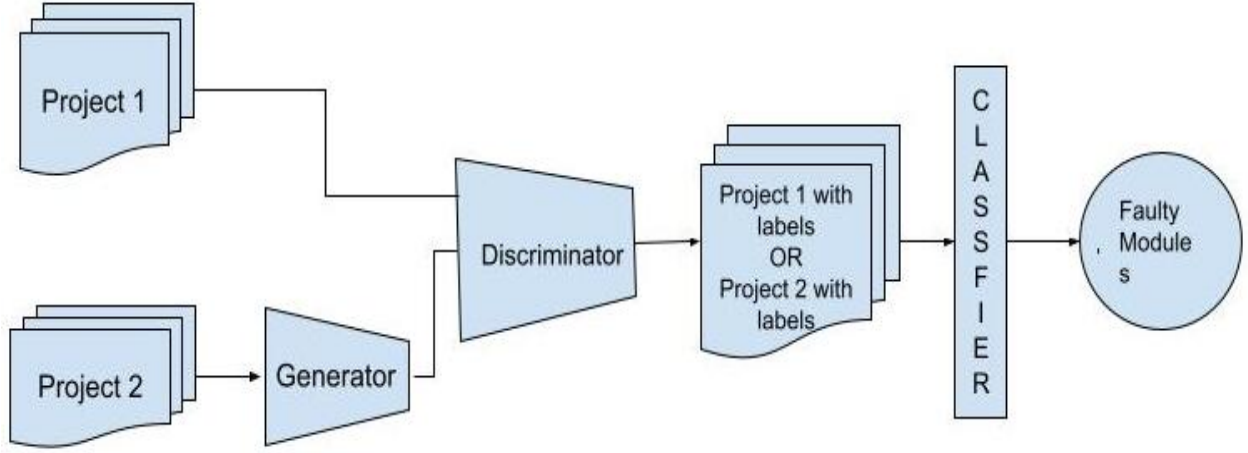 Project 1
Project 2
Generator
Discriminator
Project 1 with
labels
OR
Project 2 with
labels
C
L
A
S
S
F
I
E
R
Faulty
Module
s